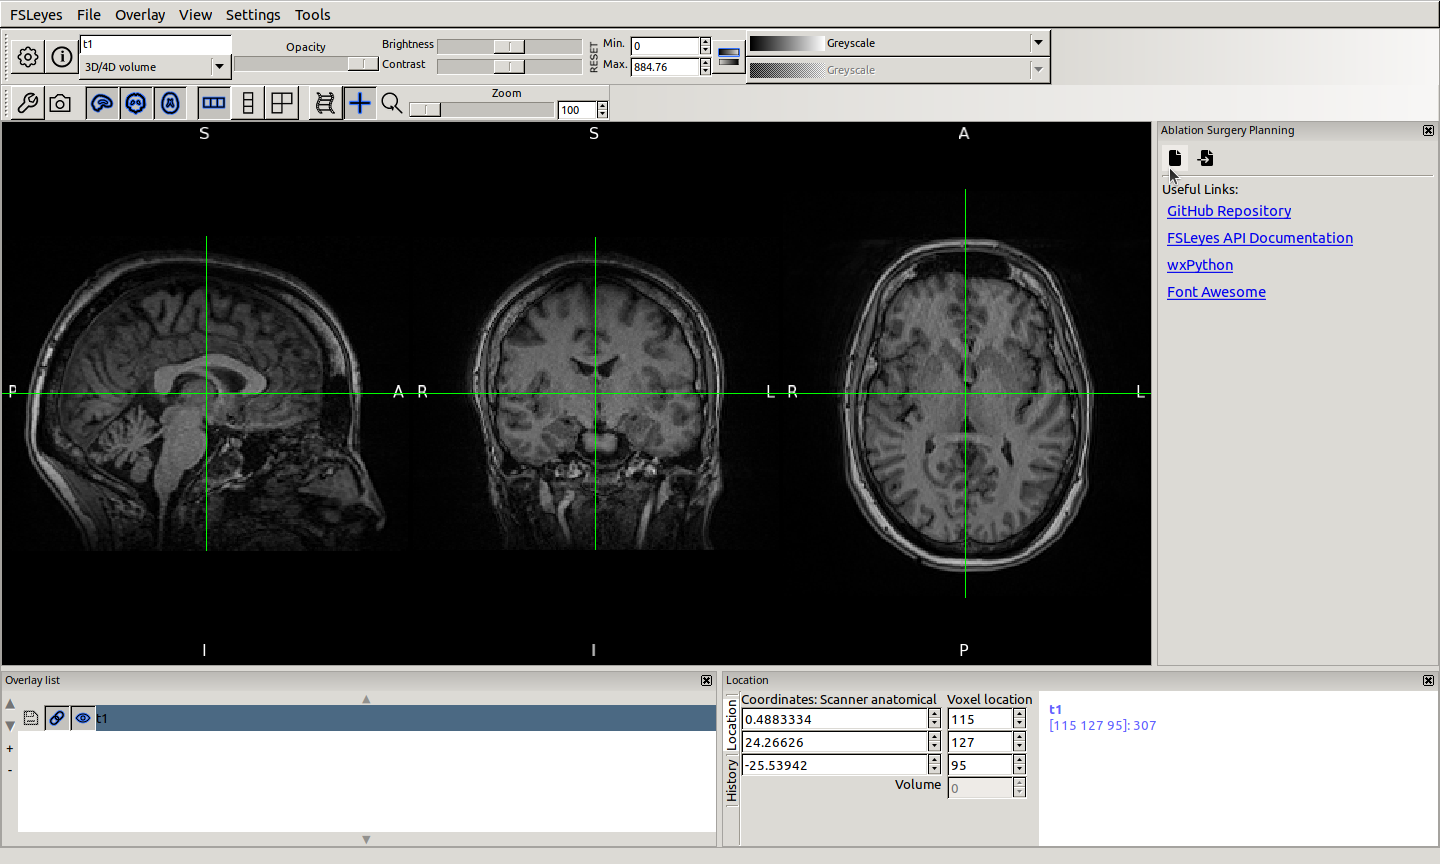 FSLeyes File Overlay View Settings Tools
t1
3D/4D volume
Opacity
Brightness
Contrast
RESET
Min. 0
Max. 884.76
Greyscale
Greyscale
Zoom
100
S S A
P A R L R L
I I P
Ablation Surgery Planning
Useful Links:
GitHub Repository
FSLeyes API Documentation
wxPython
Font Awesome
Overlay list
+
-
t1
Location
Location
History
Coordinates: Scanner anatomical Voxel location
0.4883334 115
24.26626 127
-25.53942 95
Volume 0
t1
[115 127 95]: 307